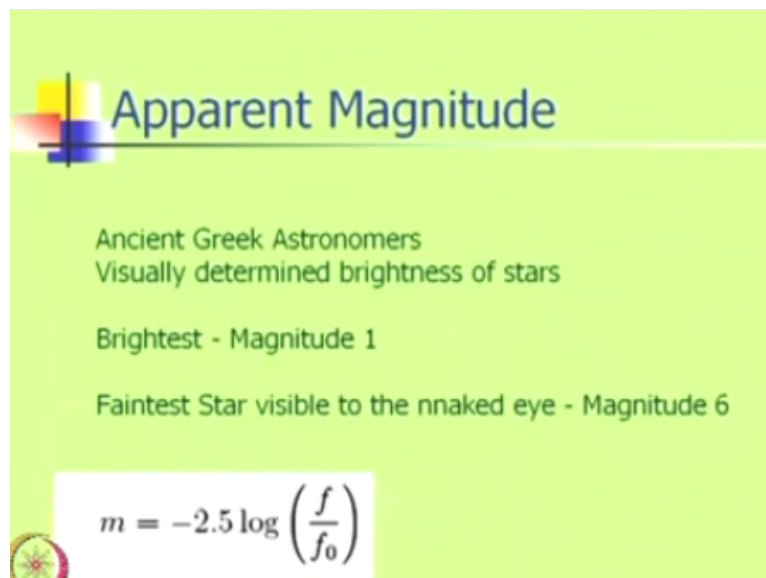 Apparent Magnitude
Ancient Greek Astronomers
Visually determined brightness of stars
Brightest - Magnitude 1
Faintest Star visible to the nnaked eye - Magnitude 6
m = −2.5 log (f/f₀)